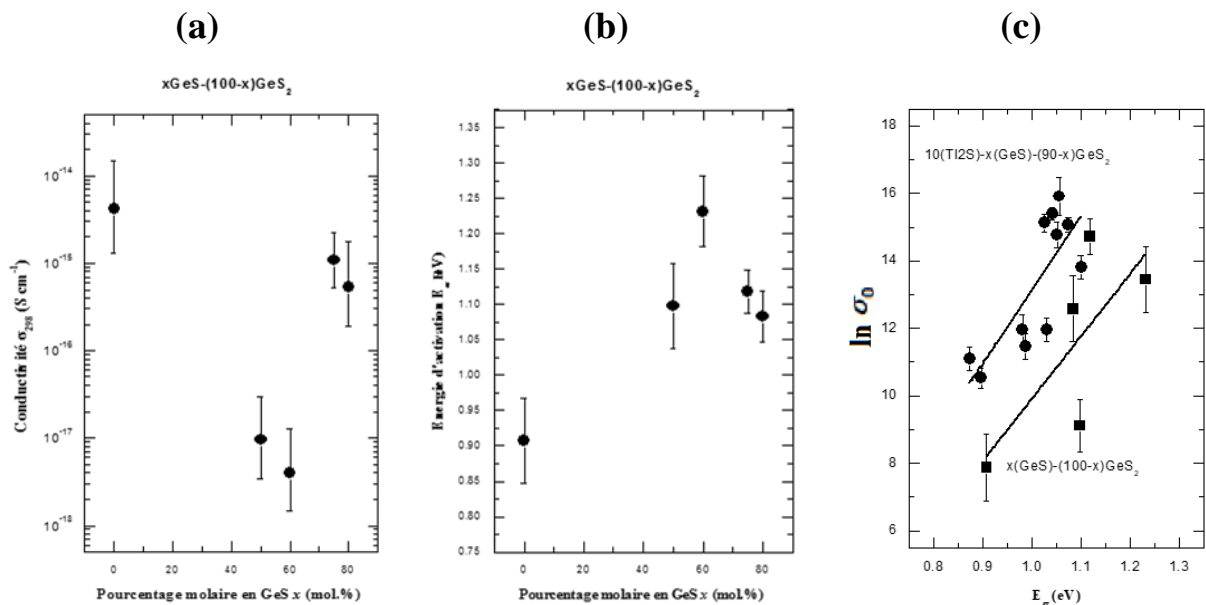 (a)
xGeS-(100-x)GeS₂
Conductivité σ₂₉₈ (S cm⁻¹)
10⁻¹⁴
10⁻¹⁵
10⁻¹⁶
10⁻¹⁷
10⁻¹⁸
0 20 40 60 80
Pourcentage molaire en GeS x (mol.%)
(b)
xGeS-(100-x)GeS₂
Energie d'activation E (eV)
1.35
1.30
1.25
1.20
1.15
1.10
1.05
1.00
0.95
0.90
0.85
0.80
0.75
0 20 40 60 80
Pourcentage molaire en GeS x (mol.%)
(c)
ln σ₀
18
16
14
12
10
8
6
10(Tl2S)-x(GeS)-(90-x)GeS₂
x(GeS)-(100-x)GeS₂
0.8 0.9 1.0 1.1 1.2 1.3
E_σ (eV)